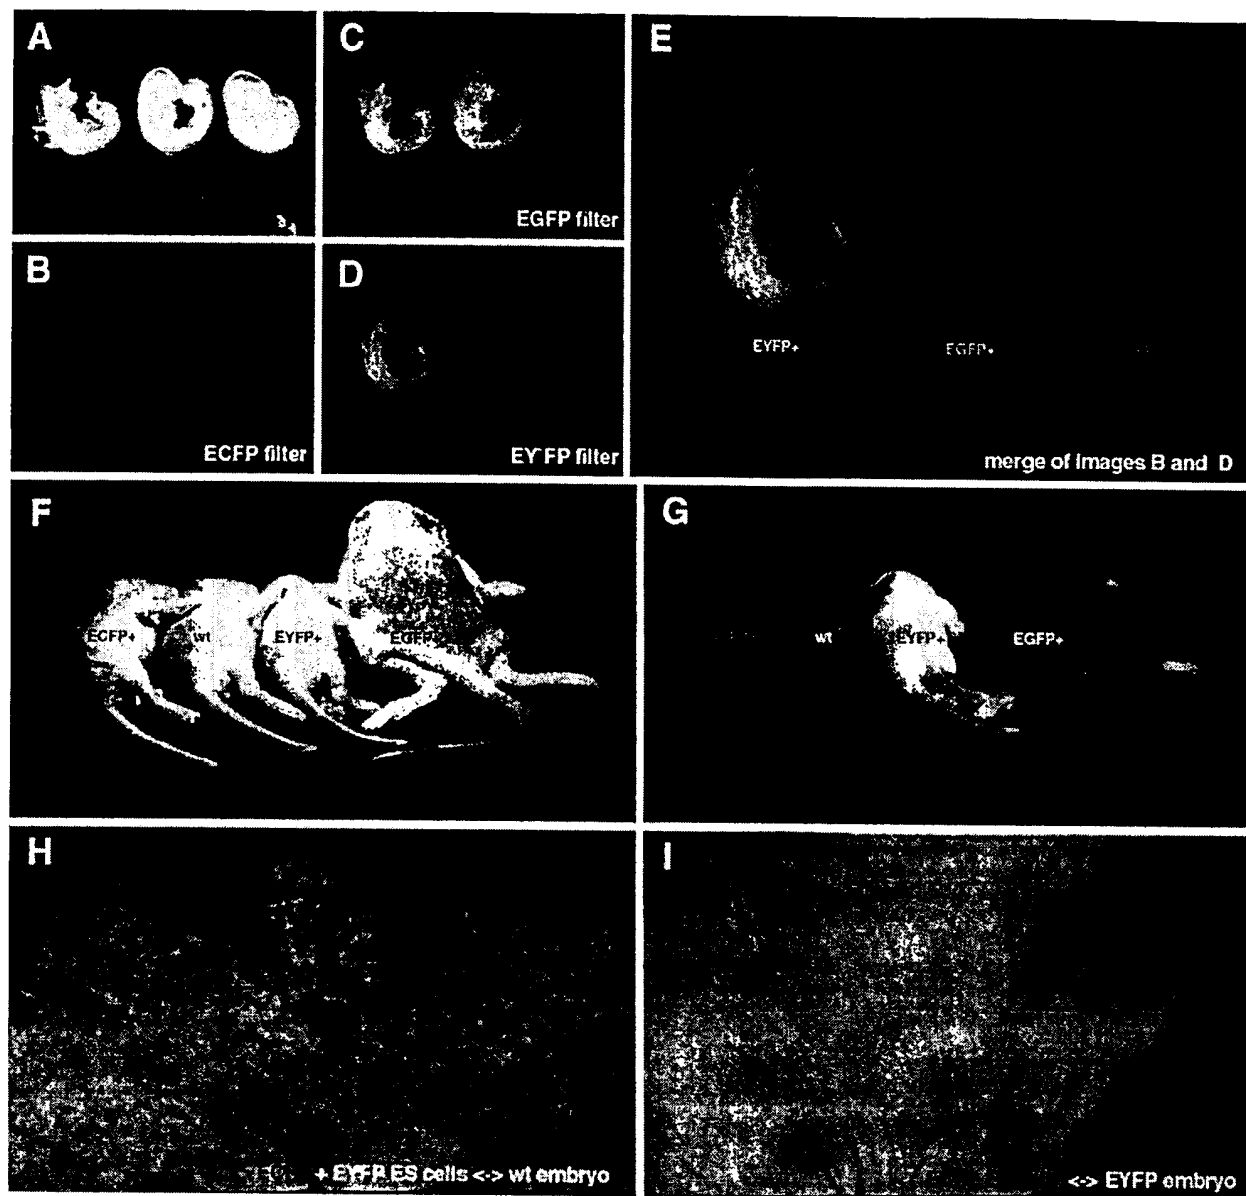 A
C
EGFP filter
E
EYFP+
EGFP+
merge of images B and D
B
ECFP filter
D
EYFP filter
F
ECFP+
wt
EYFP+
EGFP+
G
wt
EYFP+
EGFP+
H
+ EYFP ES cells <-> wt embryo
I
<-> EYFP embryo